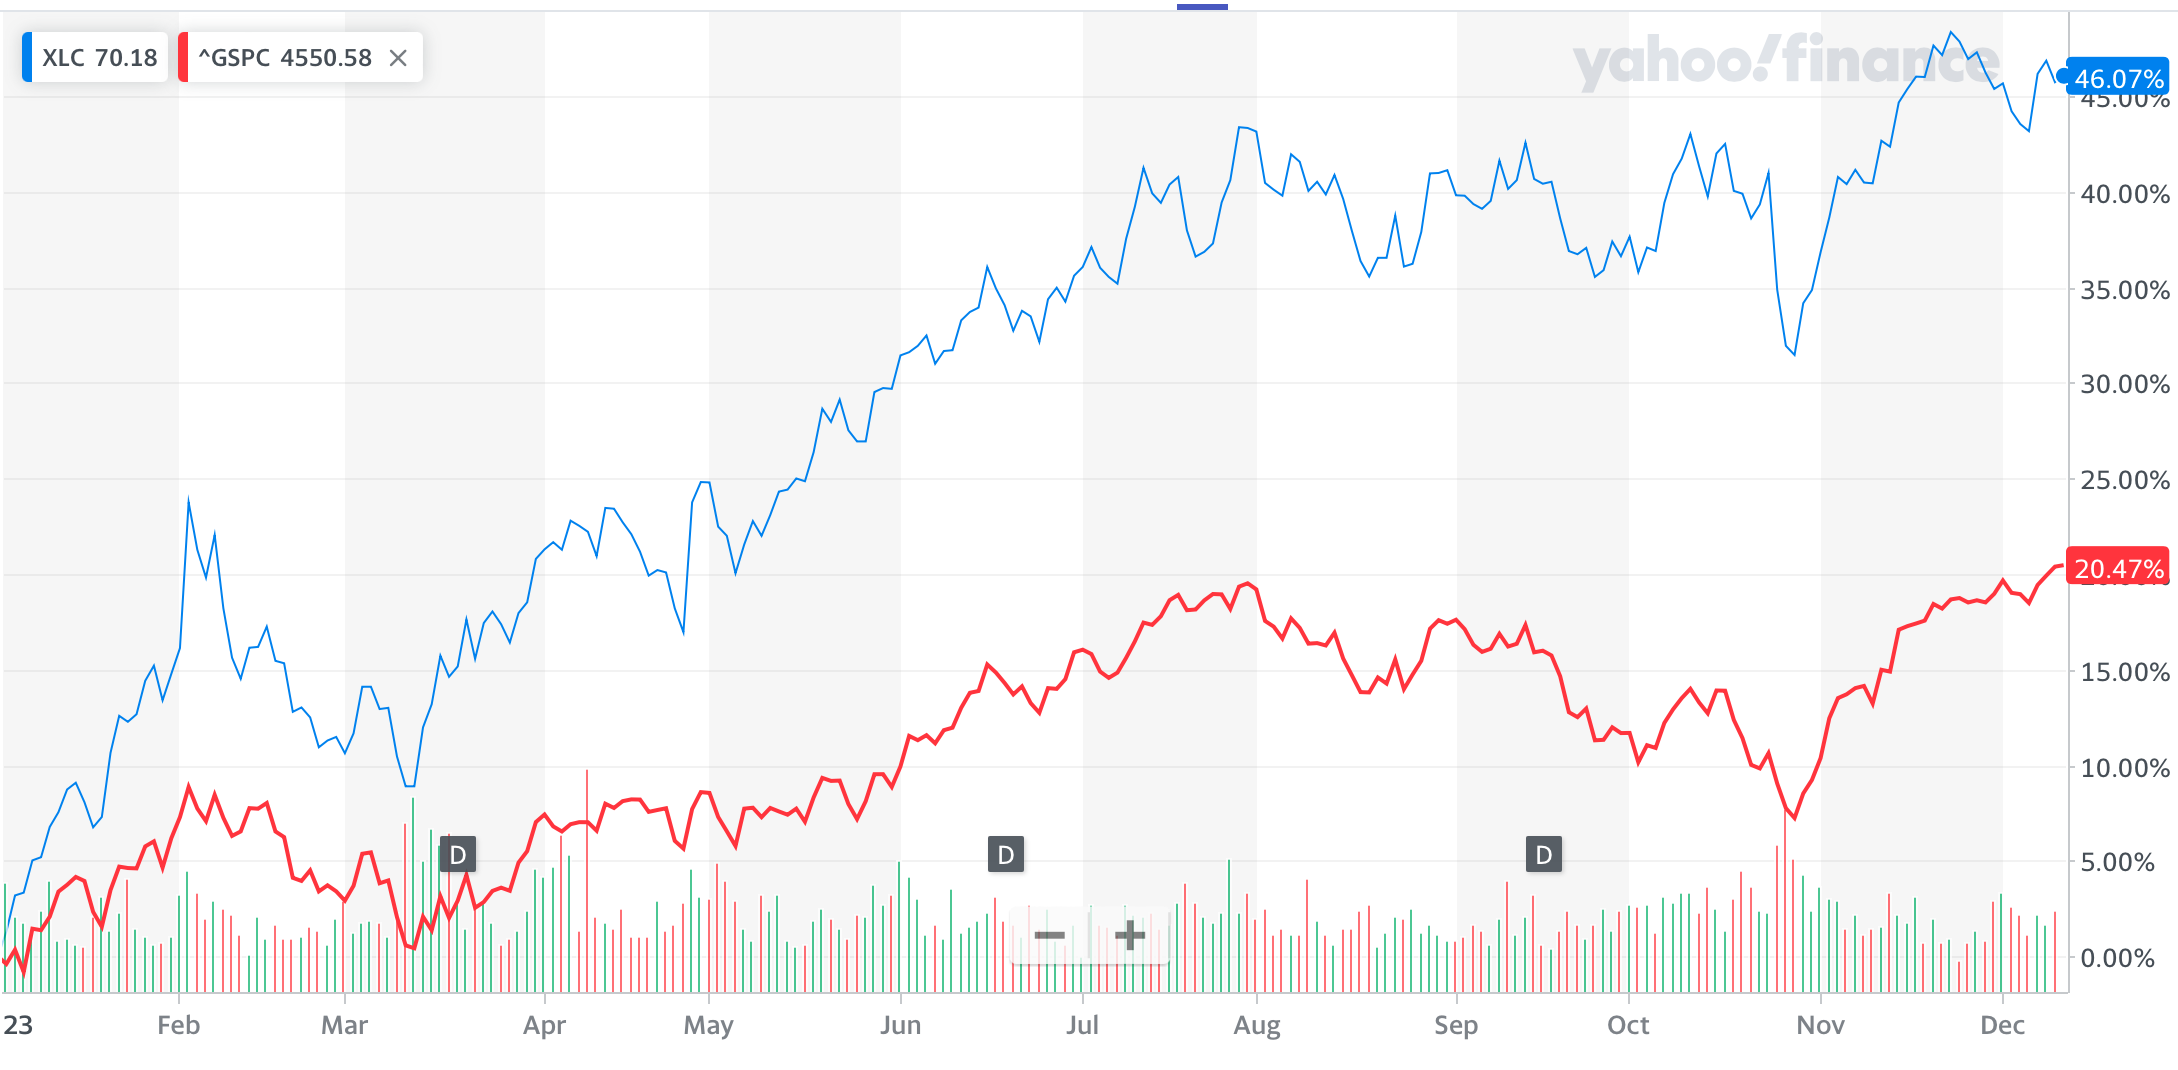 XLC 70.18
^GSPC 4550.58
yahoo!finance
46.07%
45.00%
40.00%
35.00%
30.00%
25.00%
20.47%
20.00%
15.00%
10.00%
5.00%
0.00%
D
D
D
23 Feb Mar Apr May Jun Jul Aug Sep Oct Nov Dec